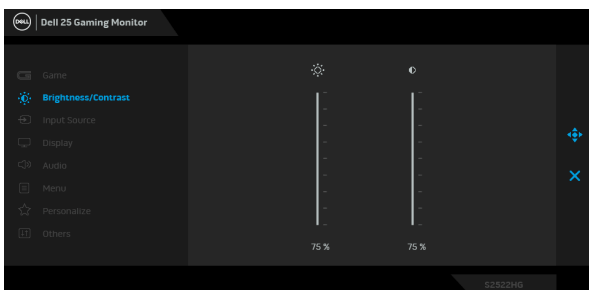 DELL
Dell 25 Gaming Monitor
Game
Brightness/Contrast
Input Source
Display
Audio
Menu
Personalize
Others
75 %
75 %
S2522HG